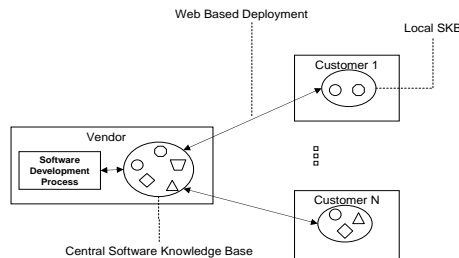 Web Based Deployment
Local SKB
Customer 1
Vendor
Software
Development
Process
Customer N
Central Software Knowledge Base